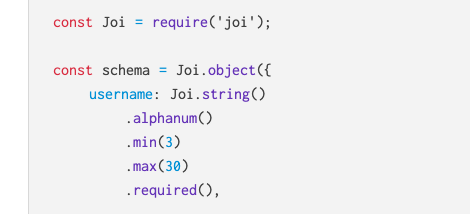 const Joi = require('joi');
const schema = Joi.object({
username: Joi.string()
.alphanum()
.min(3)
.max(30)
.required(),